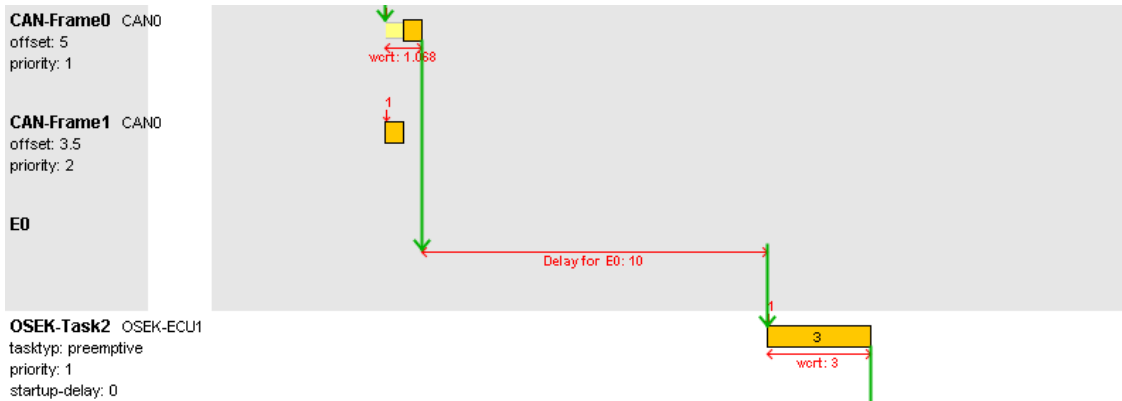 CAN-Frame0 CAN0
offset: 5
priority: 1
wcrt: 1.068
CAN-Frame1 CAN0
offset: 3.5
priority: 2
1
E0
Delay for E0: 10
OSEK-Task2 OSEK-ECU1
tasktyp: preemptive
priority: 1
startup-delay: 0
1
3
wcrt: 3